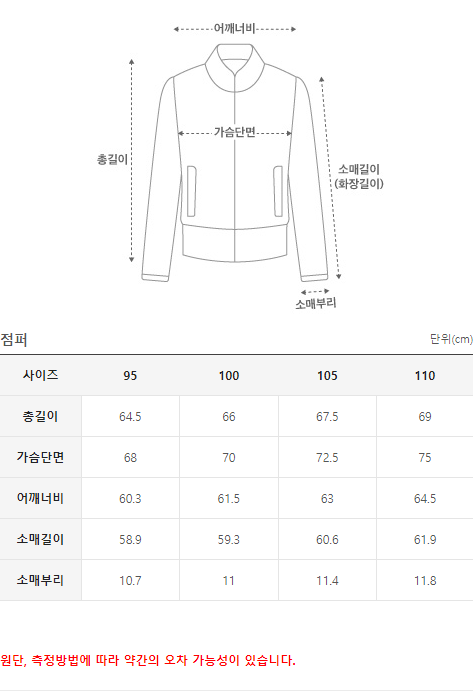 어깨너비
가슴단면
총길이
소매길이
(화장길이)
소매부리
점퍼 단위(cm)
사이즈 95 100 105 110
총길이 64.5 66 67.5 69
가슴단면 68 70 72.5 75
어깨너비 60.3 61.5 63 64.5
소매길이 58.9 59.3 60.6 61.9
소매부리 10.7 11 11.4 11.8
원단, 측정방법에 따라 약간의 오차 가능성이 있습니다.